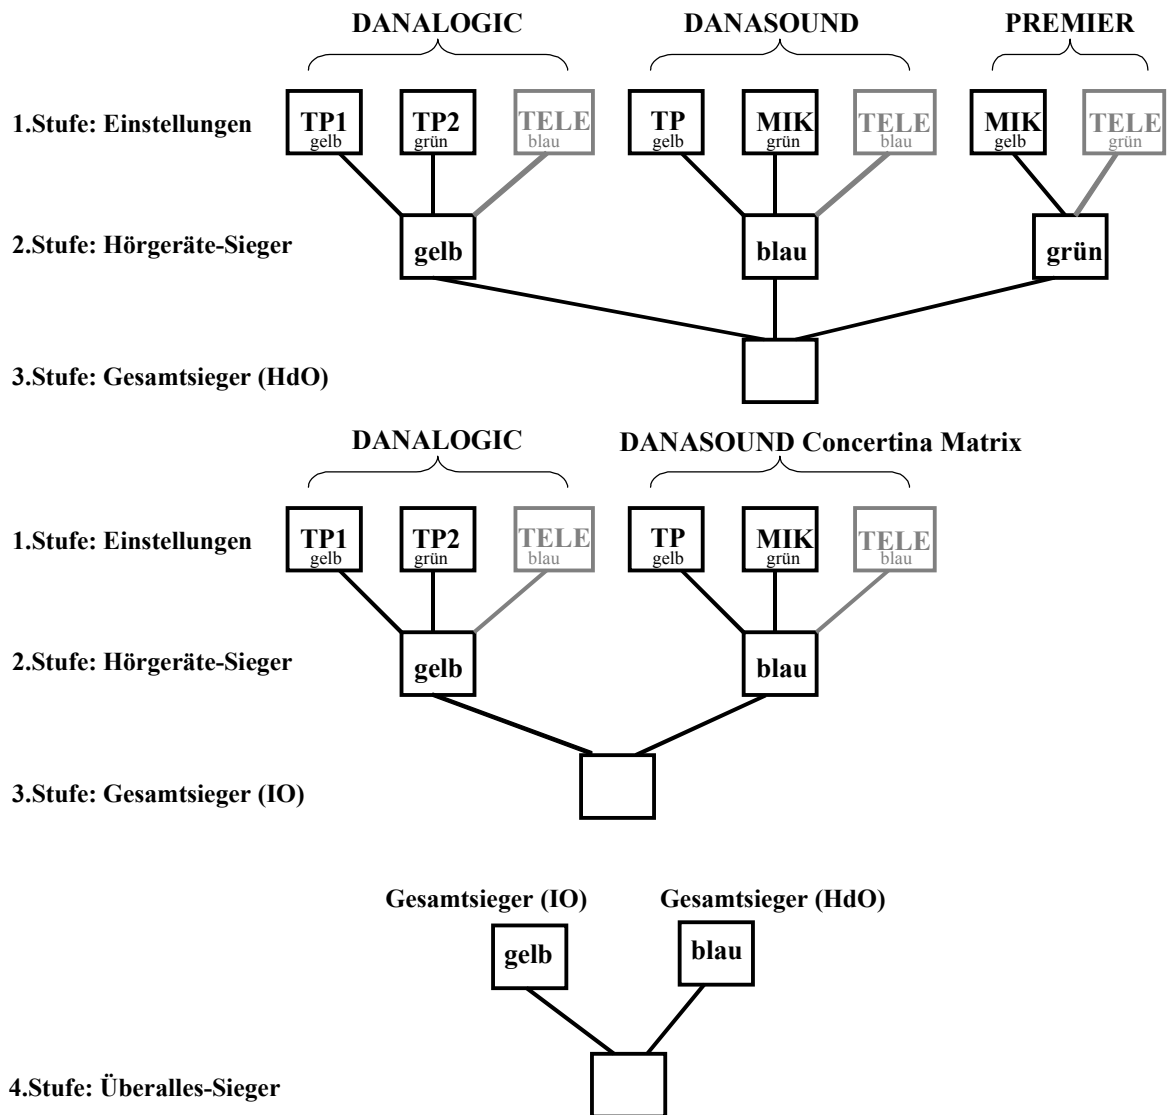 DANALOGIC DANASOUND PREMIER
1.Stufe: Einstellungen TP1 TP2 TELE TP MIK TELE MIK TELE
gelb grün blau gelb grün blau gelb grün
2.Stufe: Hörgeräte-Sieger gelb blau grün
3.Stufe: Gesamtsieger (HdO)
DANALOGIC DANASOUND Concertina Matrix
1.Stufe: Einstellungen TP1 TP2 TELE TP MIK TELE
gelb grün blau gelb grün blau
2.Stufe: Hörgeräte-Sieger gelb blau
3.Stufe: Gesamtsieger (IO)
Gesamtsieger (IO) Gesamtsieger (HdO)
gelb blau
4.Stufe: Überalles-Sieger